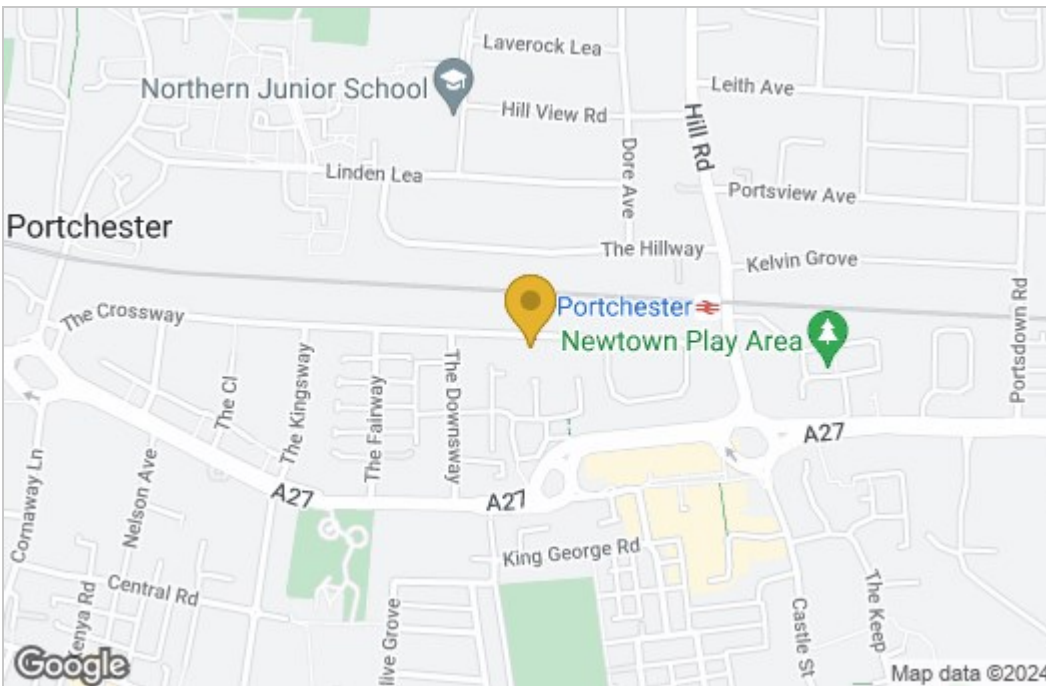 Laverock Lea
Northern Junior School
Leith Ave
Hill View Rd
Hill Rd
Dore Ave
Linden Lea
Portsview Ave
Portchester
The Hillway
Kelvin Grove
The Crossway
Portchester
Newtown Play Area
Portsdown Rd
The Cl
The Kingsway
The Fairway
The Downsway
A27
Cornaway Ln
Nelson Ave
A27
A27
King George Rd
Central Rd
Kenya Rd
Castle St
The Keep
Google
Map data ©2024